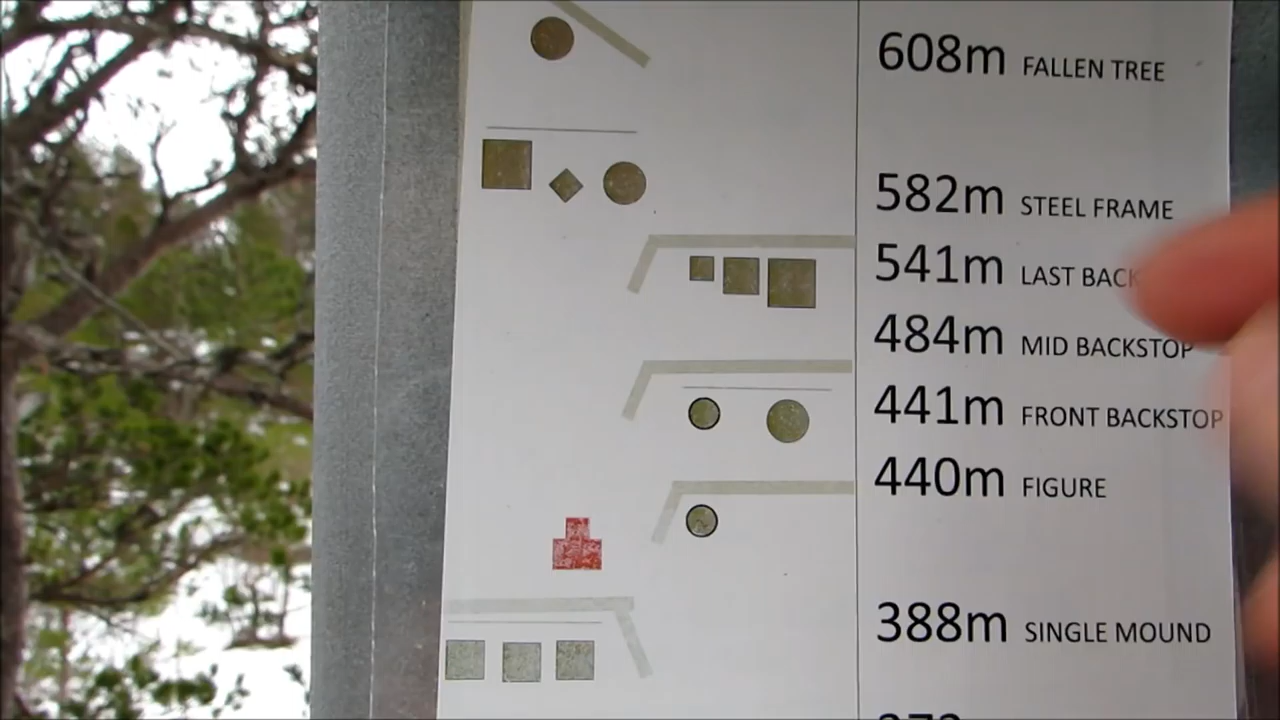 608m FALLEN TREE
582m STEEL FRAME
541m LAST
484m MID BACKSTOP
441m FRONT BACKSTOP
440m FIGURE
388m SINGLE MOUND